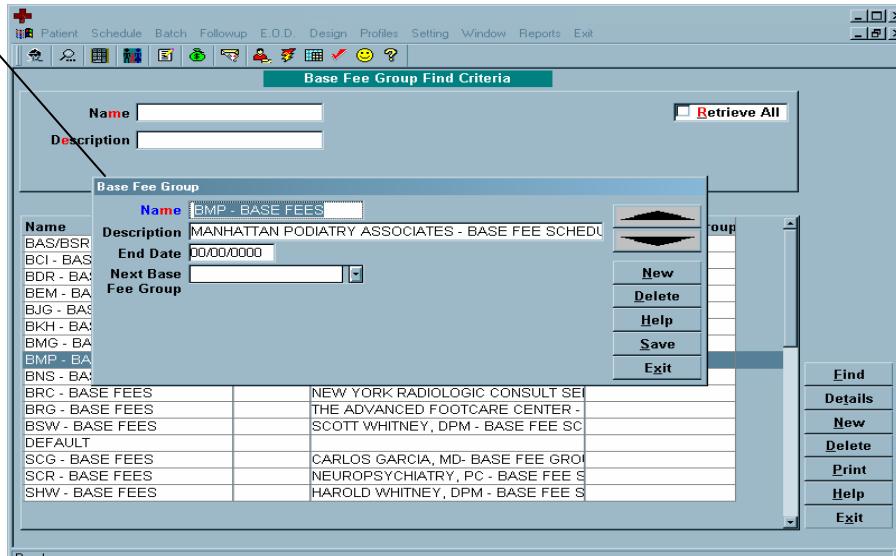 Patient Schedule Batch Followup E.O.D. Design Profiles Setting Window Reports Exit
Base Fee Group Find Criteria
Name
Retrieve All
Description
Base Fee Group
Name BMP - BASE FEES
Description MANHATTAN PODIATRY ASSOCIATES - BASE FEE SCHEDU
End Date 00/00/0000
Next Base
Fee Group
New
Delete
Help
Save
Exit
Name
roup
BAS/BSR
BCI - BAS
BDR - BA
BEM - BA
BJG - BAS
BKH - BA
BMG - BA
BMP - BA
BNS - BA
BRC - BASE FEES NEW YORK RADIOLOGIC CONSULT SE
BRG - BASE FEES THE ADVANCED FOOTCARE CENTER -
BSW - BASE FEES SCOTT WHITNEY, DPM - BASE FEE SC
DEFAULT
SCG - BASE FEES CARLOS GARCIA, MD- BASE FEE GRO
SCR - BASE FEES NEUROPSYCHIATRY, PC - BASE FEE S
SHW - BASE FEES HAROLD WHITNEY, DPM - BASE FEE S
Find
Details
New
Delete
Print
Help
Exit